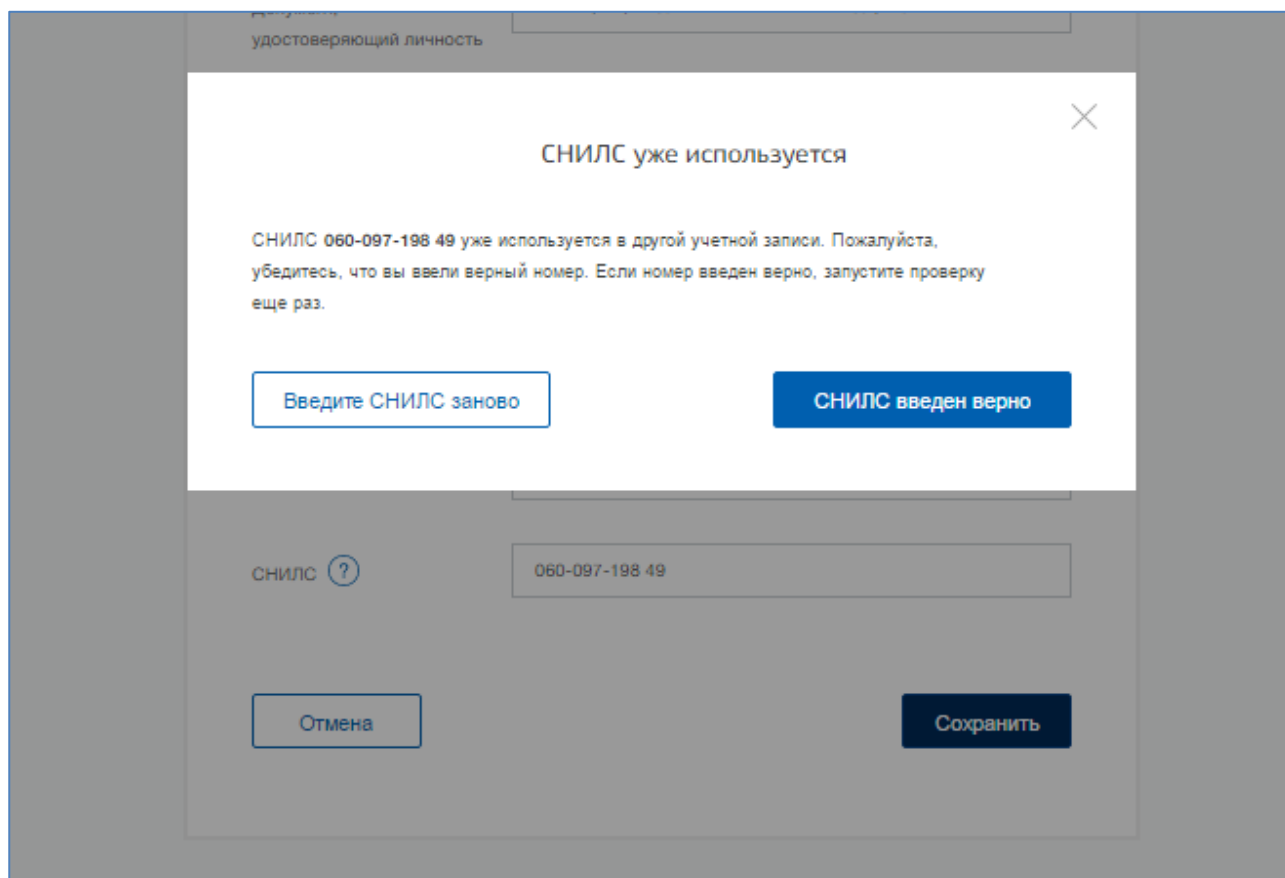 удостоверяющий личность
СНИЛС уже используется
СНИЛС 060-097-198 49 уже используется в другой учетной записи. Пожалуйста,
убедитесь, что вы ввели верный номер. Если номер введен верно, запустите проверку
еще раз.
Введите СНИЛС заново
СНИЛС введен верно
СНИЛС ?
060-097-198 49
Отмена
Сохранить